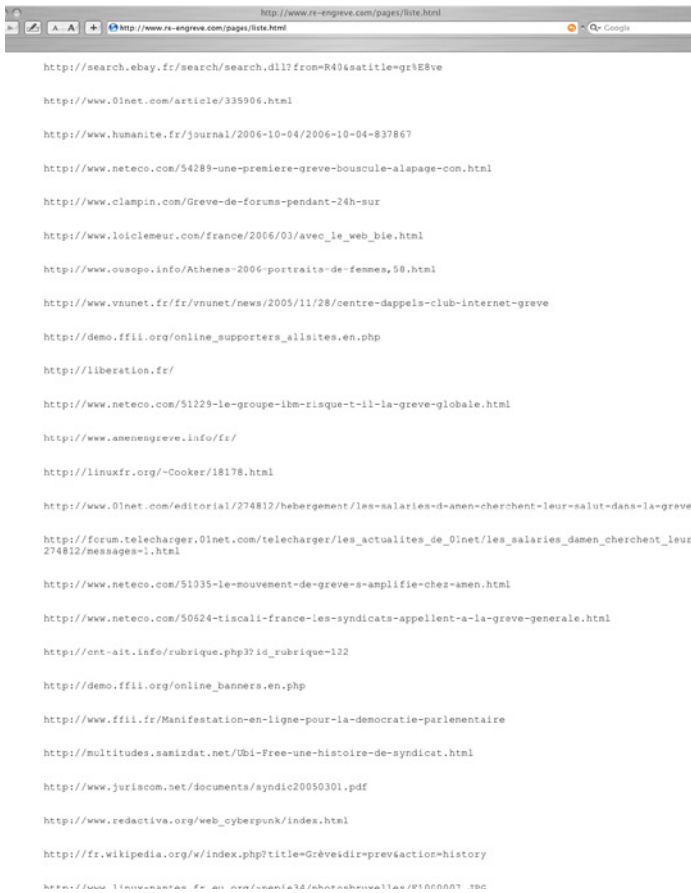 http://www.re-engreve.com/pages/liste.html
A A + http://www.re-engreve.com/pages/liste.html Q- Google
http://search.ebay.fr/search/search.dll?from=R40&satitle=gr%E8ve
http://www.01net.com/article/335906.html
http://www.humanite.fr/journal/2006-10-04/2006-10-04-837867
http://www.neteco.com/54289-une-premiere-greve-bouscule-alapage-com.html
http://www.clampin.com/Greve-de-forums-pendant-24h-sur
http://www.loiclemeur.com/france/2006/03/avec_le_web_bie.html
http://www.ousopo.info/Athenes-2006-portraits-de-femmes,58.html
http://www.vnunet.fr/fr/vnunet/news/2005/11/28/centre-dappels-club-internet-greve
http://demo.ffii.org/online_supporters_allsites.en.php
http://liberation.fr/
http://www.neteco.com/51229-le-groupe-ibm-risque-t-il-la-greve-globale.html
http://www.amenengreve.info/fr/
http://linuxfr.org/~Cooker/18178.html
http://www.01net.com/editorial/274812/hebergement/les-salaries-d-amen-cherchent-leur-salut-dans-la-greve
http://forum.telecharger.01net.com/telecharger/les_actualites_de_01net/les_salaries_damen_cherchent_leur
274812/messages-1.html
http://www.neteco.com/51035-le-mouvement-de-greve-s-amplifie-chez-amen.html
http://www.neteco.com/50624-tiscali-france-les-syndicats-appellent-a-la-greve-generale.html
http://cnt-ait.info/rubrique.php3?id_rubrique=122
http://demo.ffii.org/online_banners.en.php
http://www.ffii.fr/Manifestation-en-ligne-pour-la-democratie-parlementaire
http://multitudes.samizdat.net/Ubi-Free-une-histoire-de-syndicat.html
http://www.juriscom.net/documents/syndic20050301.pdf
http://www.redactiva.org/web_cyberpunk/index.html
http://fr.wikipedia.org/w/index.php?title=Grève&dir=prev&action=history